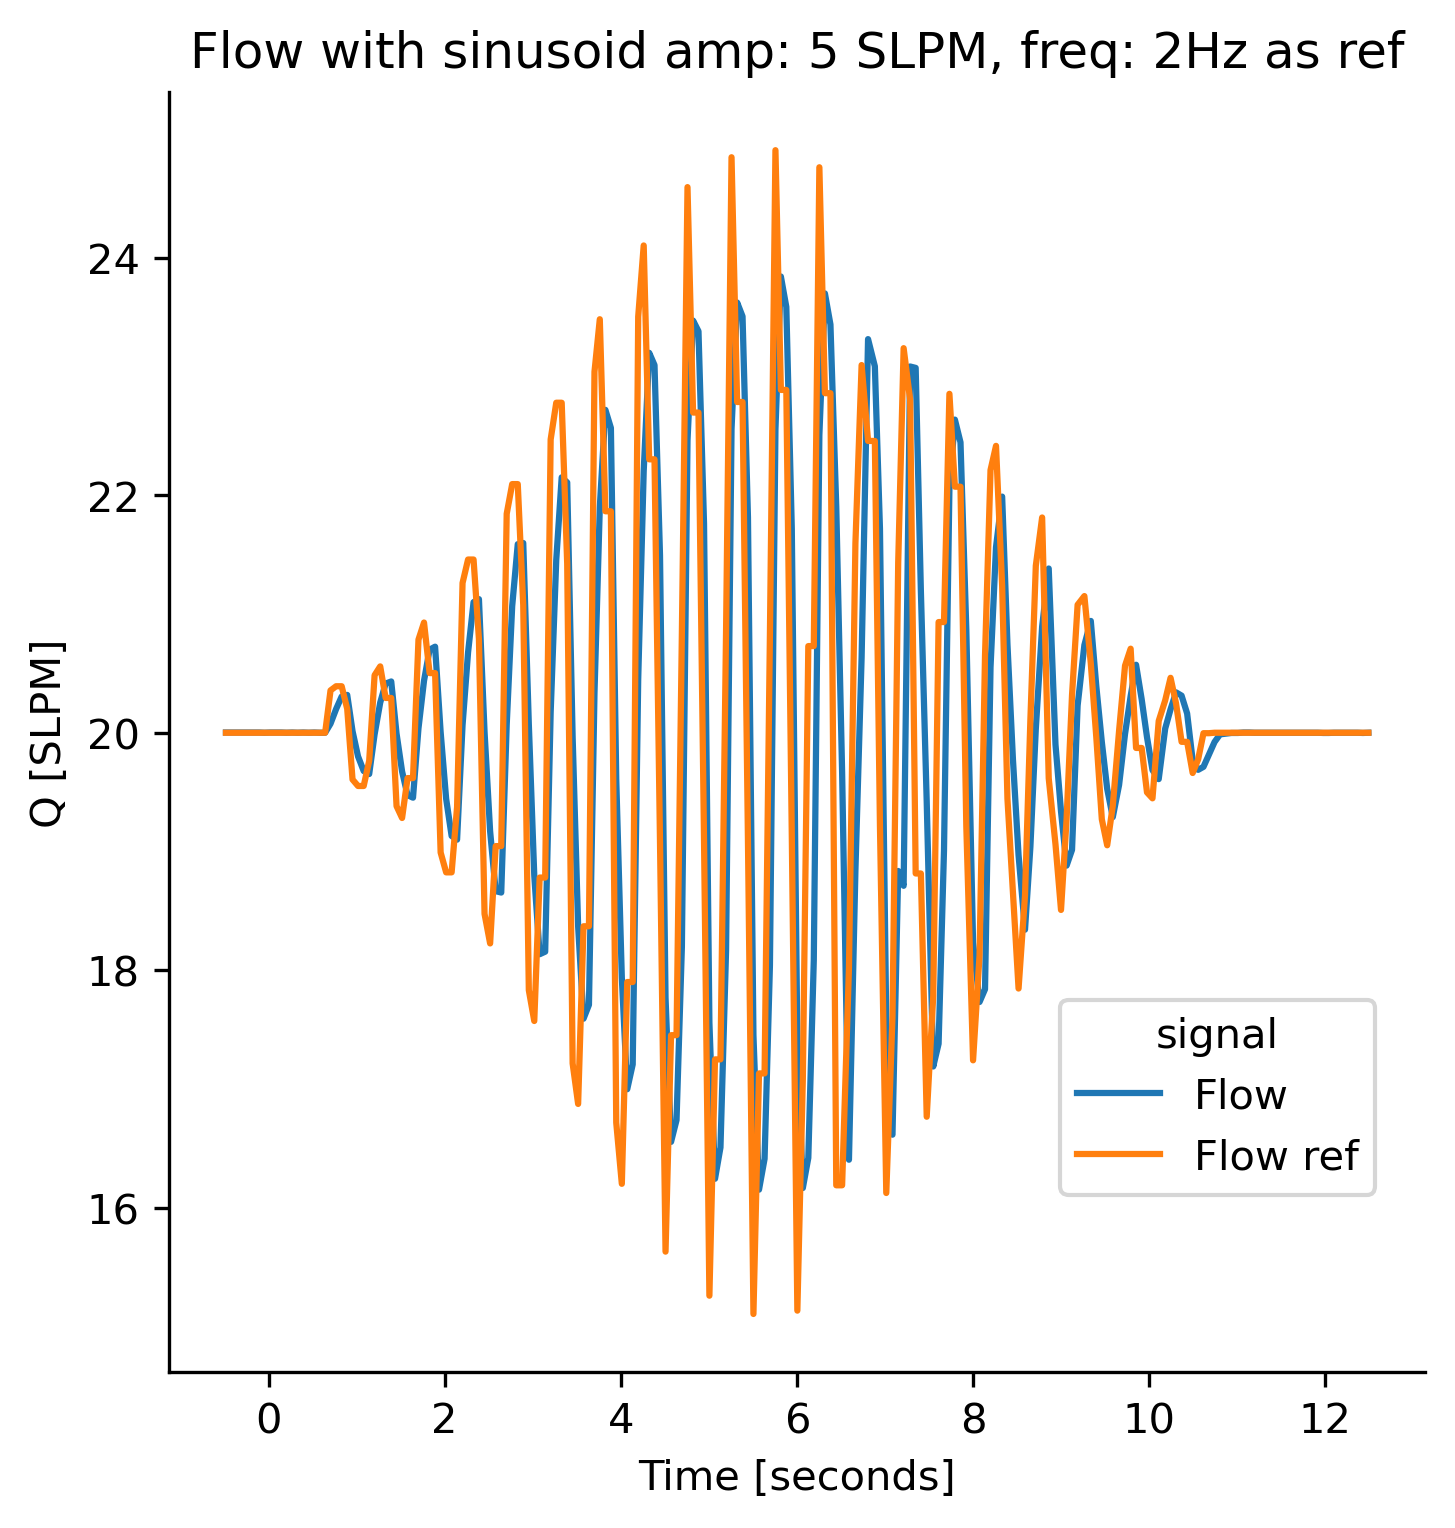 Flow with sinusoid amp: 5 SLPM, freq: 2Hz as ref
24
22
20
18
16
Q [SLPM]
signal
Flow
Flow ref
0 2 4 6 8 10 12
Time [seconds]